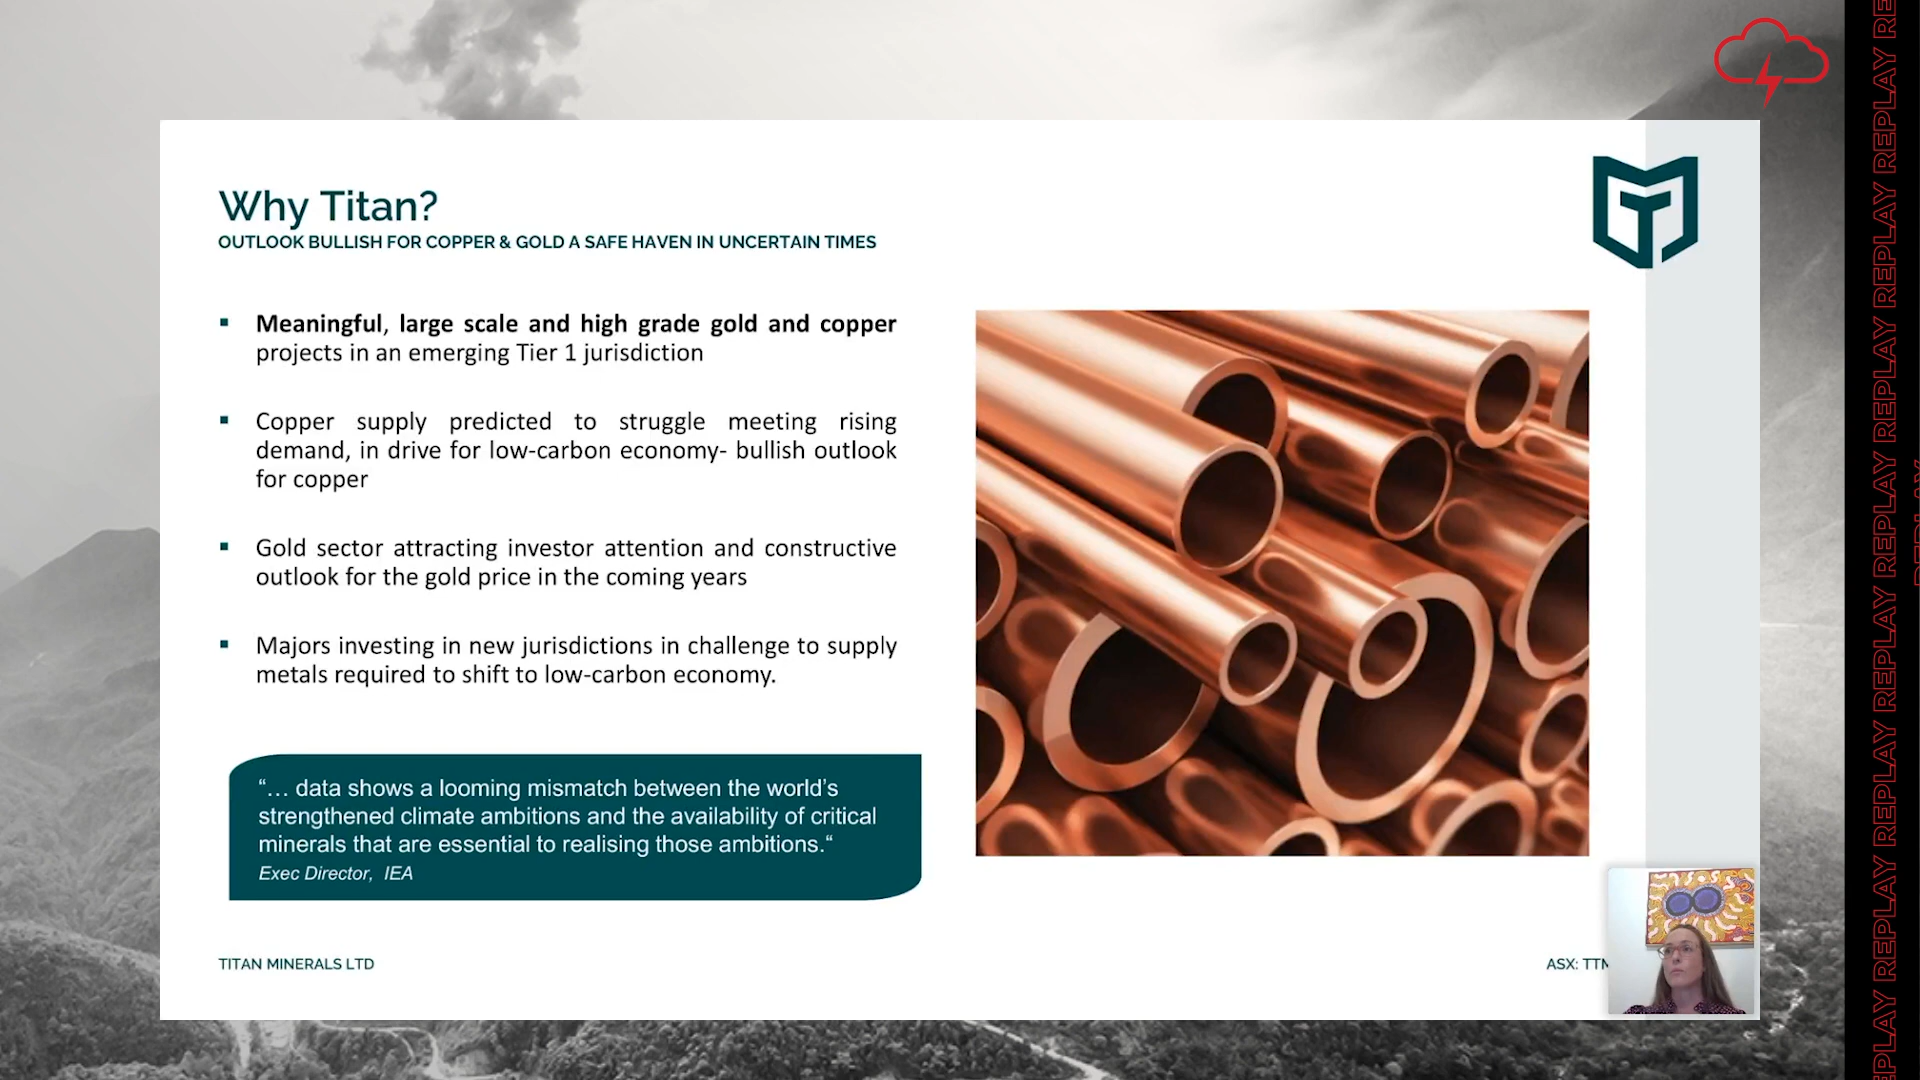 Why Titan?
OUTLOOK BULLISH FOR COPPER & GOLD A SAFE HAVEN IN UNCERTAIN TIMES
Meaningful, large scale and high grade gold and copper
projects in an emerging Tier 1 jurisdiction
Copper supply predicted to struggle meeting rising
demand, in drive for low-carbon economy- bullish outlook
for copper
Gold sector attracting investor attention and constructive
outlook for the gold price in the coming years
Majors investing in new jurisdictions in challenge to supply
metals required to shift to low-carbon economy.
“… data shows a looming mismatch between the world’s
strengthened climate ambitions and the availability of critical
minerals that are essential to realising those ambitions.“
Exec Director, IEA
TITAN MINERALS LTD
ASX: TTM
REPLAY REPLAY REPLAY REPLAY REPLAY REPLAY REPLAY REPLAY REPLAY
REPLAY